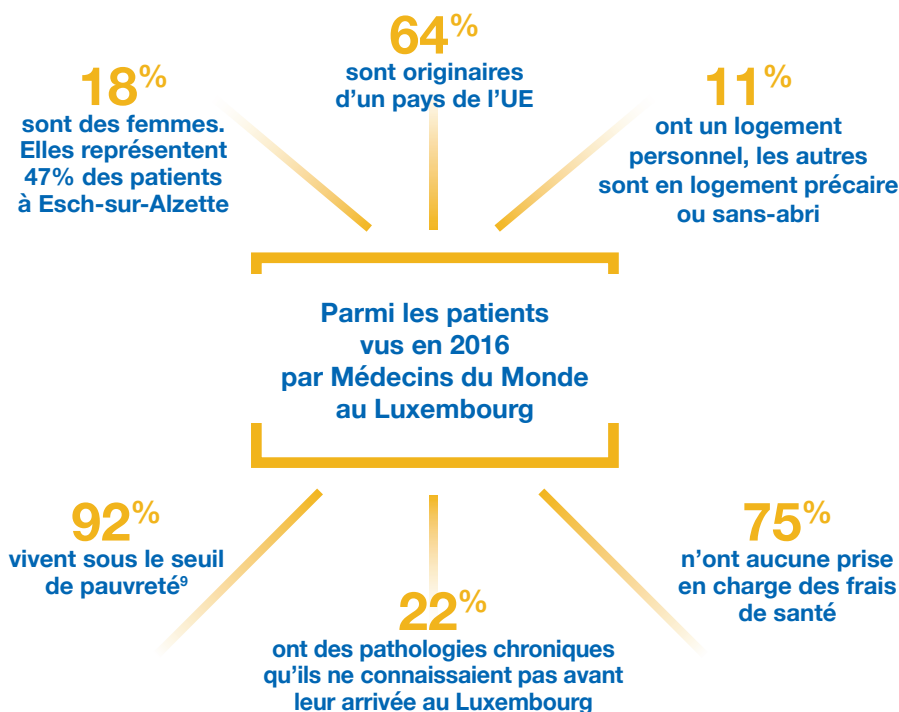 64%
sont originaires
d'un pays de l'UE
18%
sont des femmes.
Elles représentent
47% des patients
à Esch-sur-Alzette
11%
ont un logement
personnel, les autres
sont en logement précaire
ou sans-abri
Parmi les patients
vus en 2016
par Médecins du Monde
au Luxembourg
92%
vivent sous le seuil
de pauvreté⁹
22%
ont des pathologies chroniques
qu'ils ne connaissaient pas avant
leur arrivée au Luxembourg
75%
n'ont aucune prise
en charge des frais
de santé